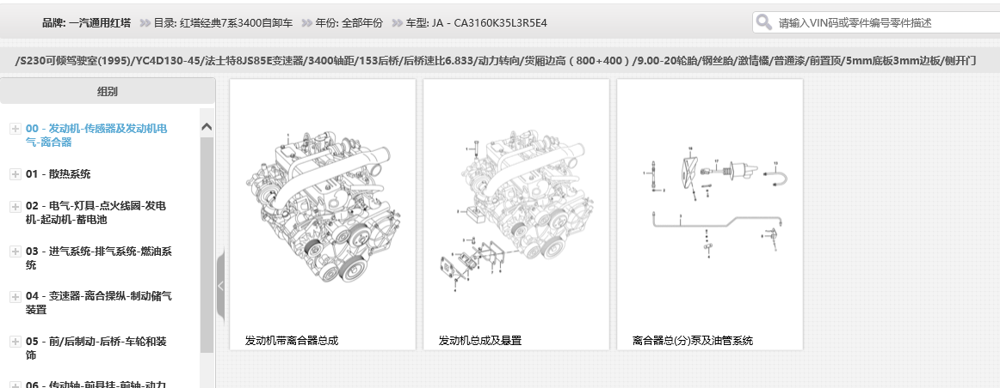 品牌: 一汽通用红塔 目录: 红塔经典7系3400自卸车 年份: 全部年份 车型: JA - CA3160K35L3R5E4
请输入VIN码或零件编号零件描述
/S230可倾驾驶室(1995)/YC4D130-45/法士特8JS85E变速器/3400轴距/153后桥/后桥速比6.833/动力转向/货厢边高（800+400）/9.00-20轮胎/钢丝胎/激情橘/普通漆/前置顶/5mm底板3mm边板/侧开门
组别
00 - 发动机-传感器及发动机电
气-离合器
01 - 散热系统
02 - 电气-灯具-点火线圈-发电
机-起动机-蓄电池
03 - 进气系统-排气系统-燃油系
统
04 - 变速器-离合操纵-制动储气
装置
05 - 前/后制动-后桥-车轮和装
饰
06 - 传动轴-前悬挂-前轴-动力
发动机带离合器总成
发动机总成及悬置
离合器总(分)泵及油管系统